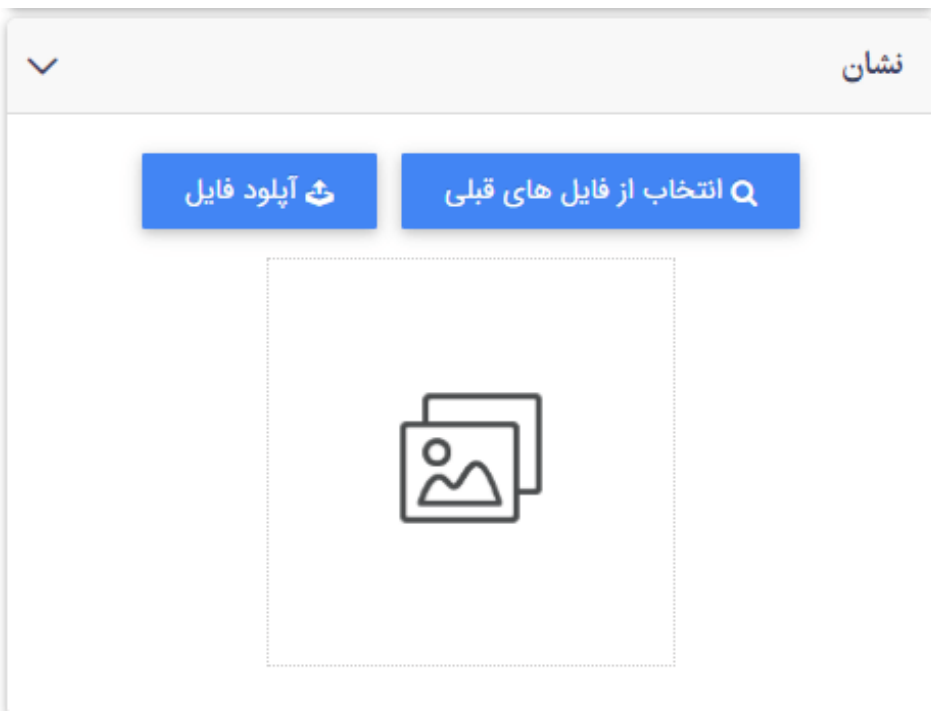 نشان
انتخاب از فایل های قبلی
آپلود فایل